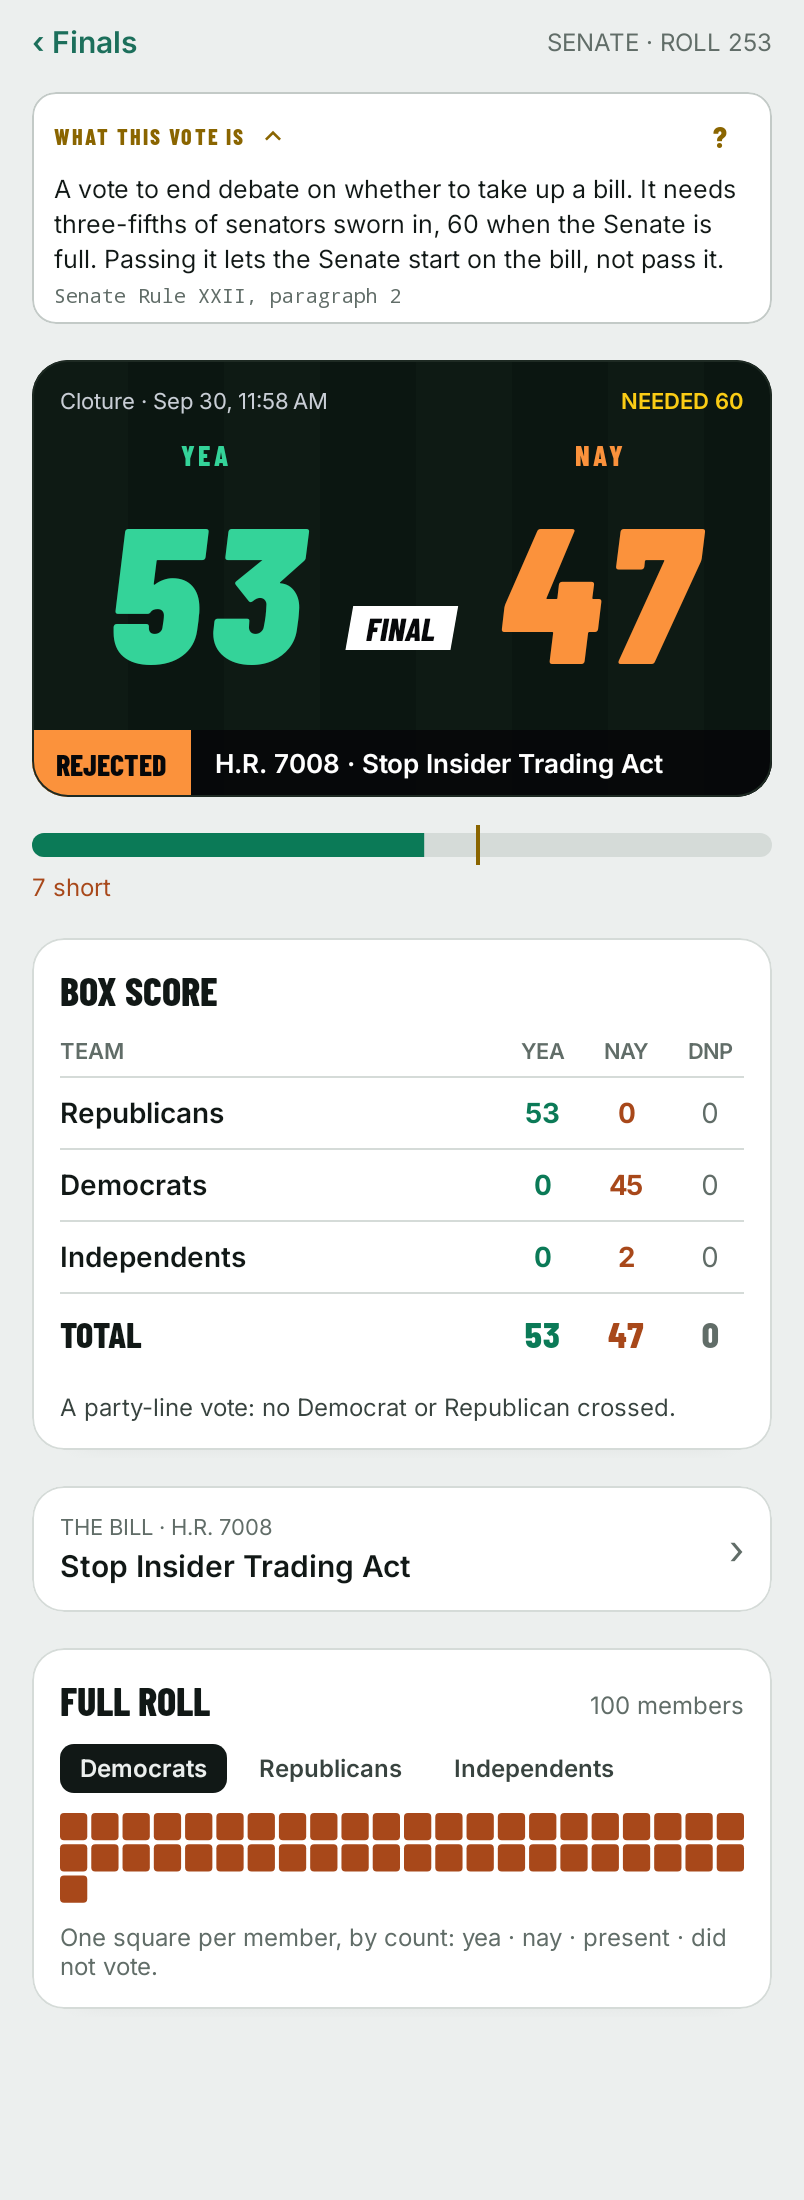 ‹ Finals
SENATE · ROLL 253
WHAT THIS VOTE IS
?
A vote to end debate on whether to take up a bill. It needs
three-fifths of senators sworn in, 60 when the Senate is
full. Passing it lets the Senate start on the bill, not pass it.
Senate Rule XXII, paragraph 2
Cloture · Sep 30, 11:58 AM
NEEDED 60
YEA
NAY
53
FINAL
47
REJECTED
H.R. 7008 · Stop Insider Trading Act
7 short
BOX SCORE
TEAM YEA NAY DNP
Republicans 53 0 0
Democrats 0 45 0
Independents 0 2 0
TOTAL 53 47 0
A party-line vote: no Democrat or Republican crossed.
THE BILL · H.R. 7008
Stop Insider Trading Act
›
FULL ROLL
100 members
Democrats Republicans Independents
One square per member, by count: yea · nay · present · did
not vote.